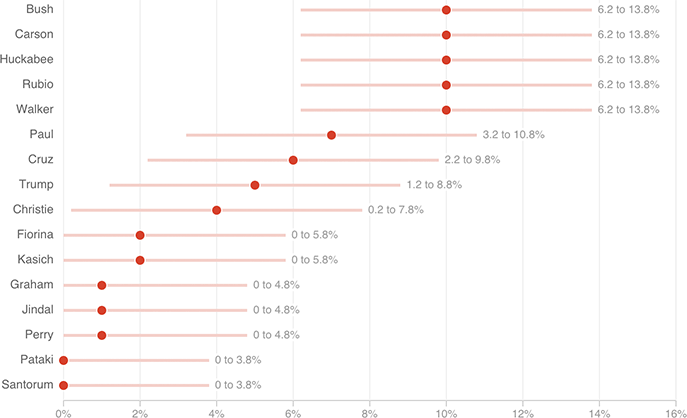 Bush 6.2 to 13.8%
Carson 6.2 to 13.8%
Huckabee 6.2 to 13.8%
Rubio 6.2 to 13.8%
Walker 6.2 to 13.8%
Paul 3.2 to 10.8%
Cruz 2.2 to 9.8%
Trump 1.2 to 8.8%
Christie 0.2 to 7.8%
Fiorina 0 to 5.8%
Kasich 0 to 5.8%
Graham 0 to 4.8%
Jindal 0 to 4.8%
Perry 0 to 4.8%
Pataki 0 to 3.8%
Santorum 0 to 3.8%
0% 2% 4% 6% 8% 10% 12% 14% 16%